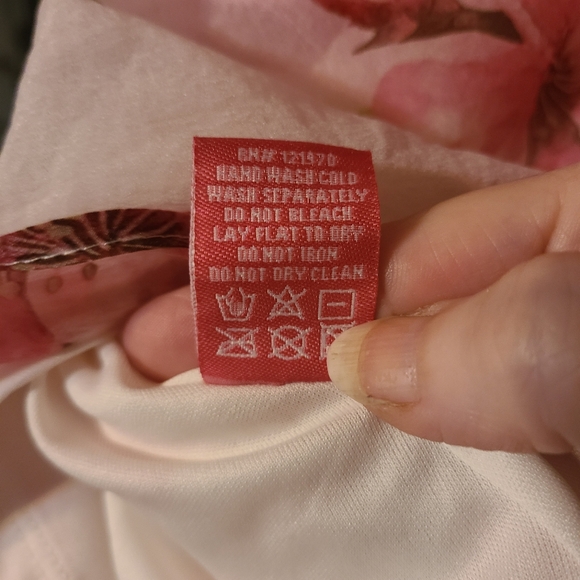 RN# 121970
HAND WASH COLD
WASH SEPARATELY
DO NOT BLEACH
LAY FLAT TO DRY
DO NOT IRON
DO NOT DRY CLEAN